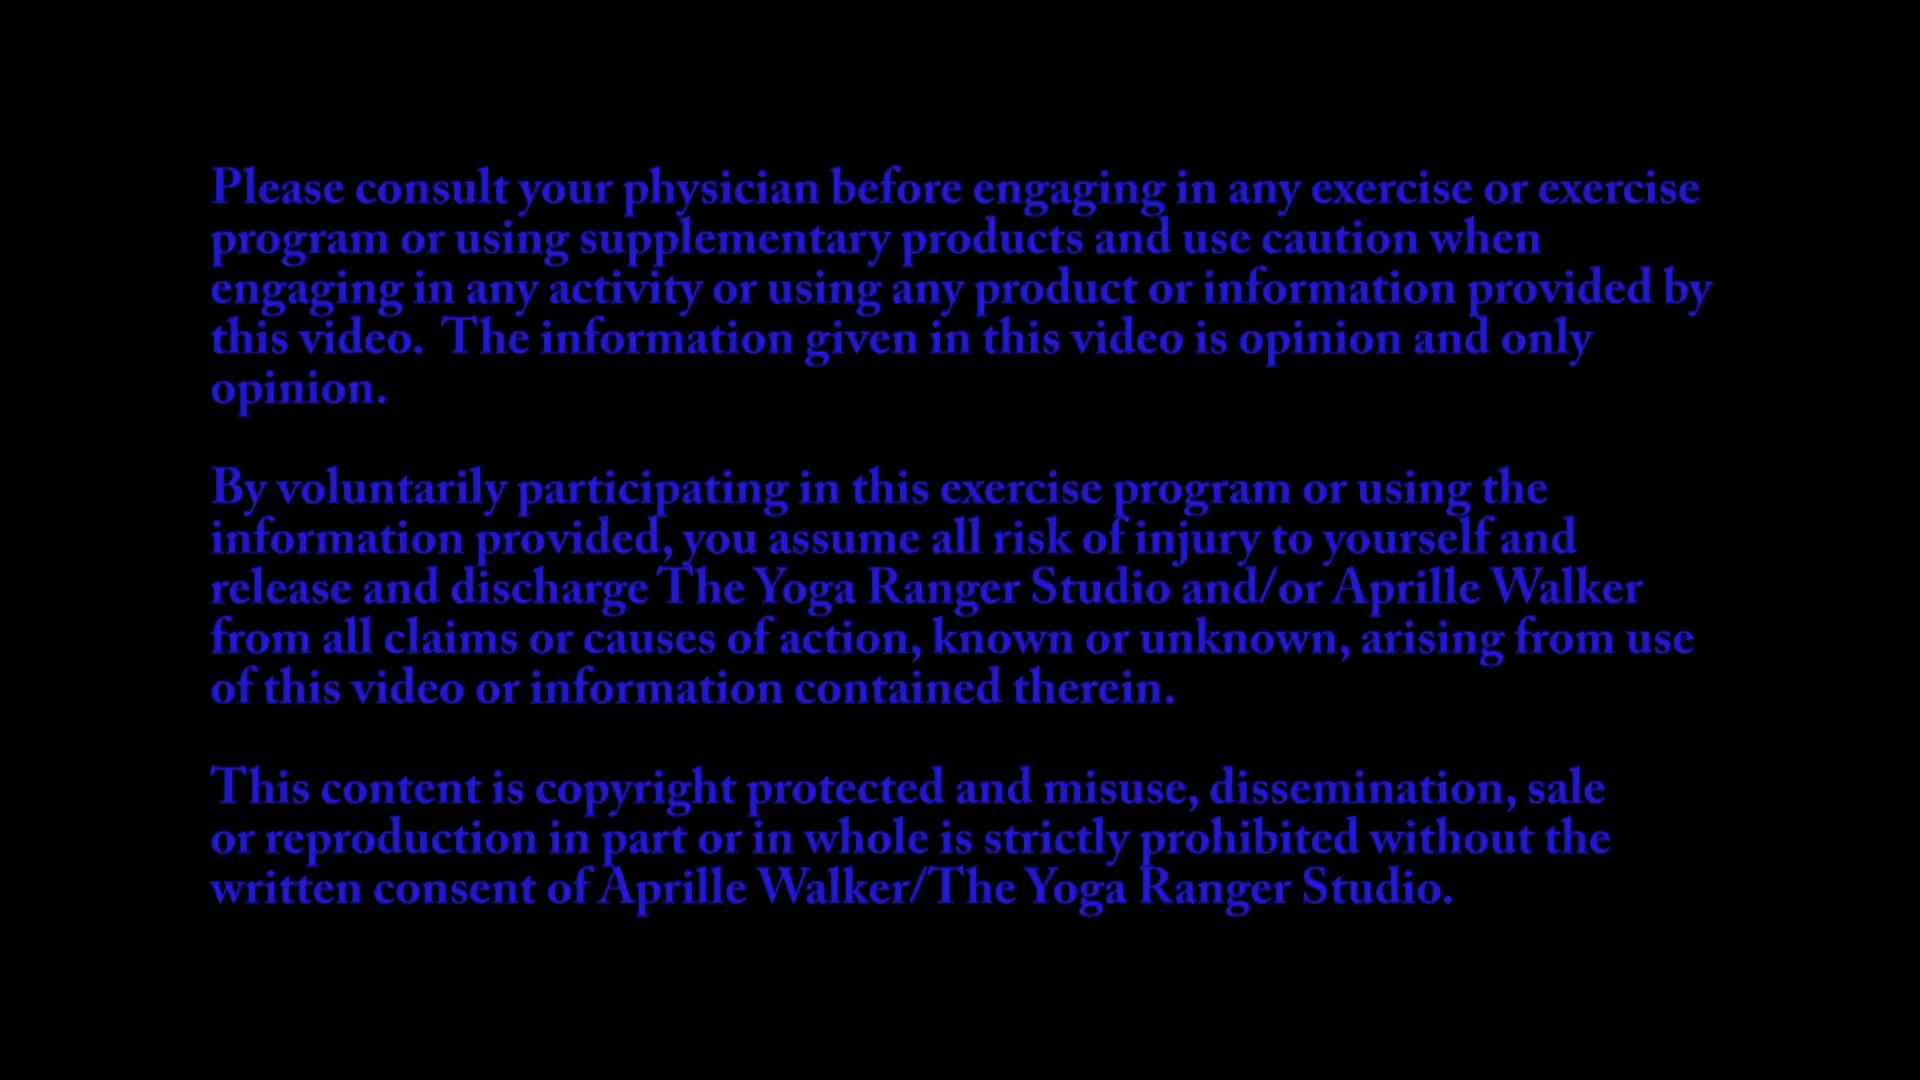 Please consult your physician before engaging in any exercise or exercise
program or using supplementary products and use caution when
engaging in any activity or using any product or information provided by
this video.  The information given in this video is opinion and only
opinion.
By voluntarily participating in this exercise program or using the
information provided, you assume all risk of injury to yourself and
release and discharge The Yoga Ranger Studio and/or Aprille Walker
from all claims or causes of action, known or unknown, arising from use
of this video or information contained therein.
This content is copyright protected and misuse, dissemination, sale
or reproduction in part or in whole is strictly prohibited without the
written consent of Aprille Walker/The Yoga Ranger Studio.